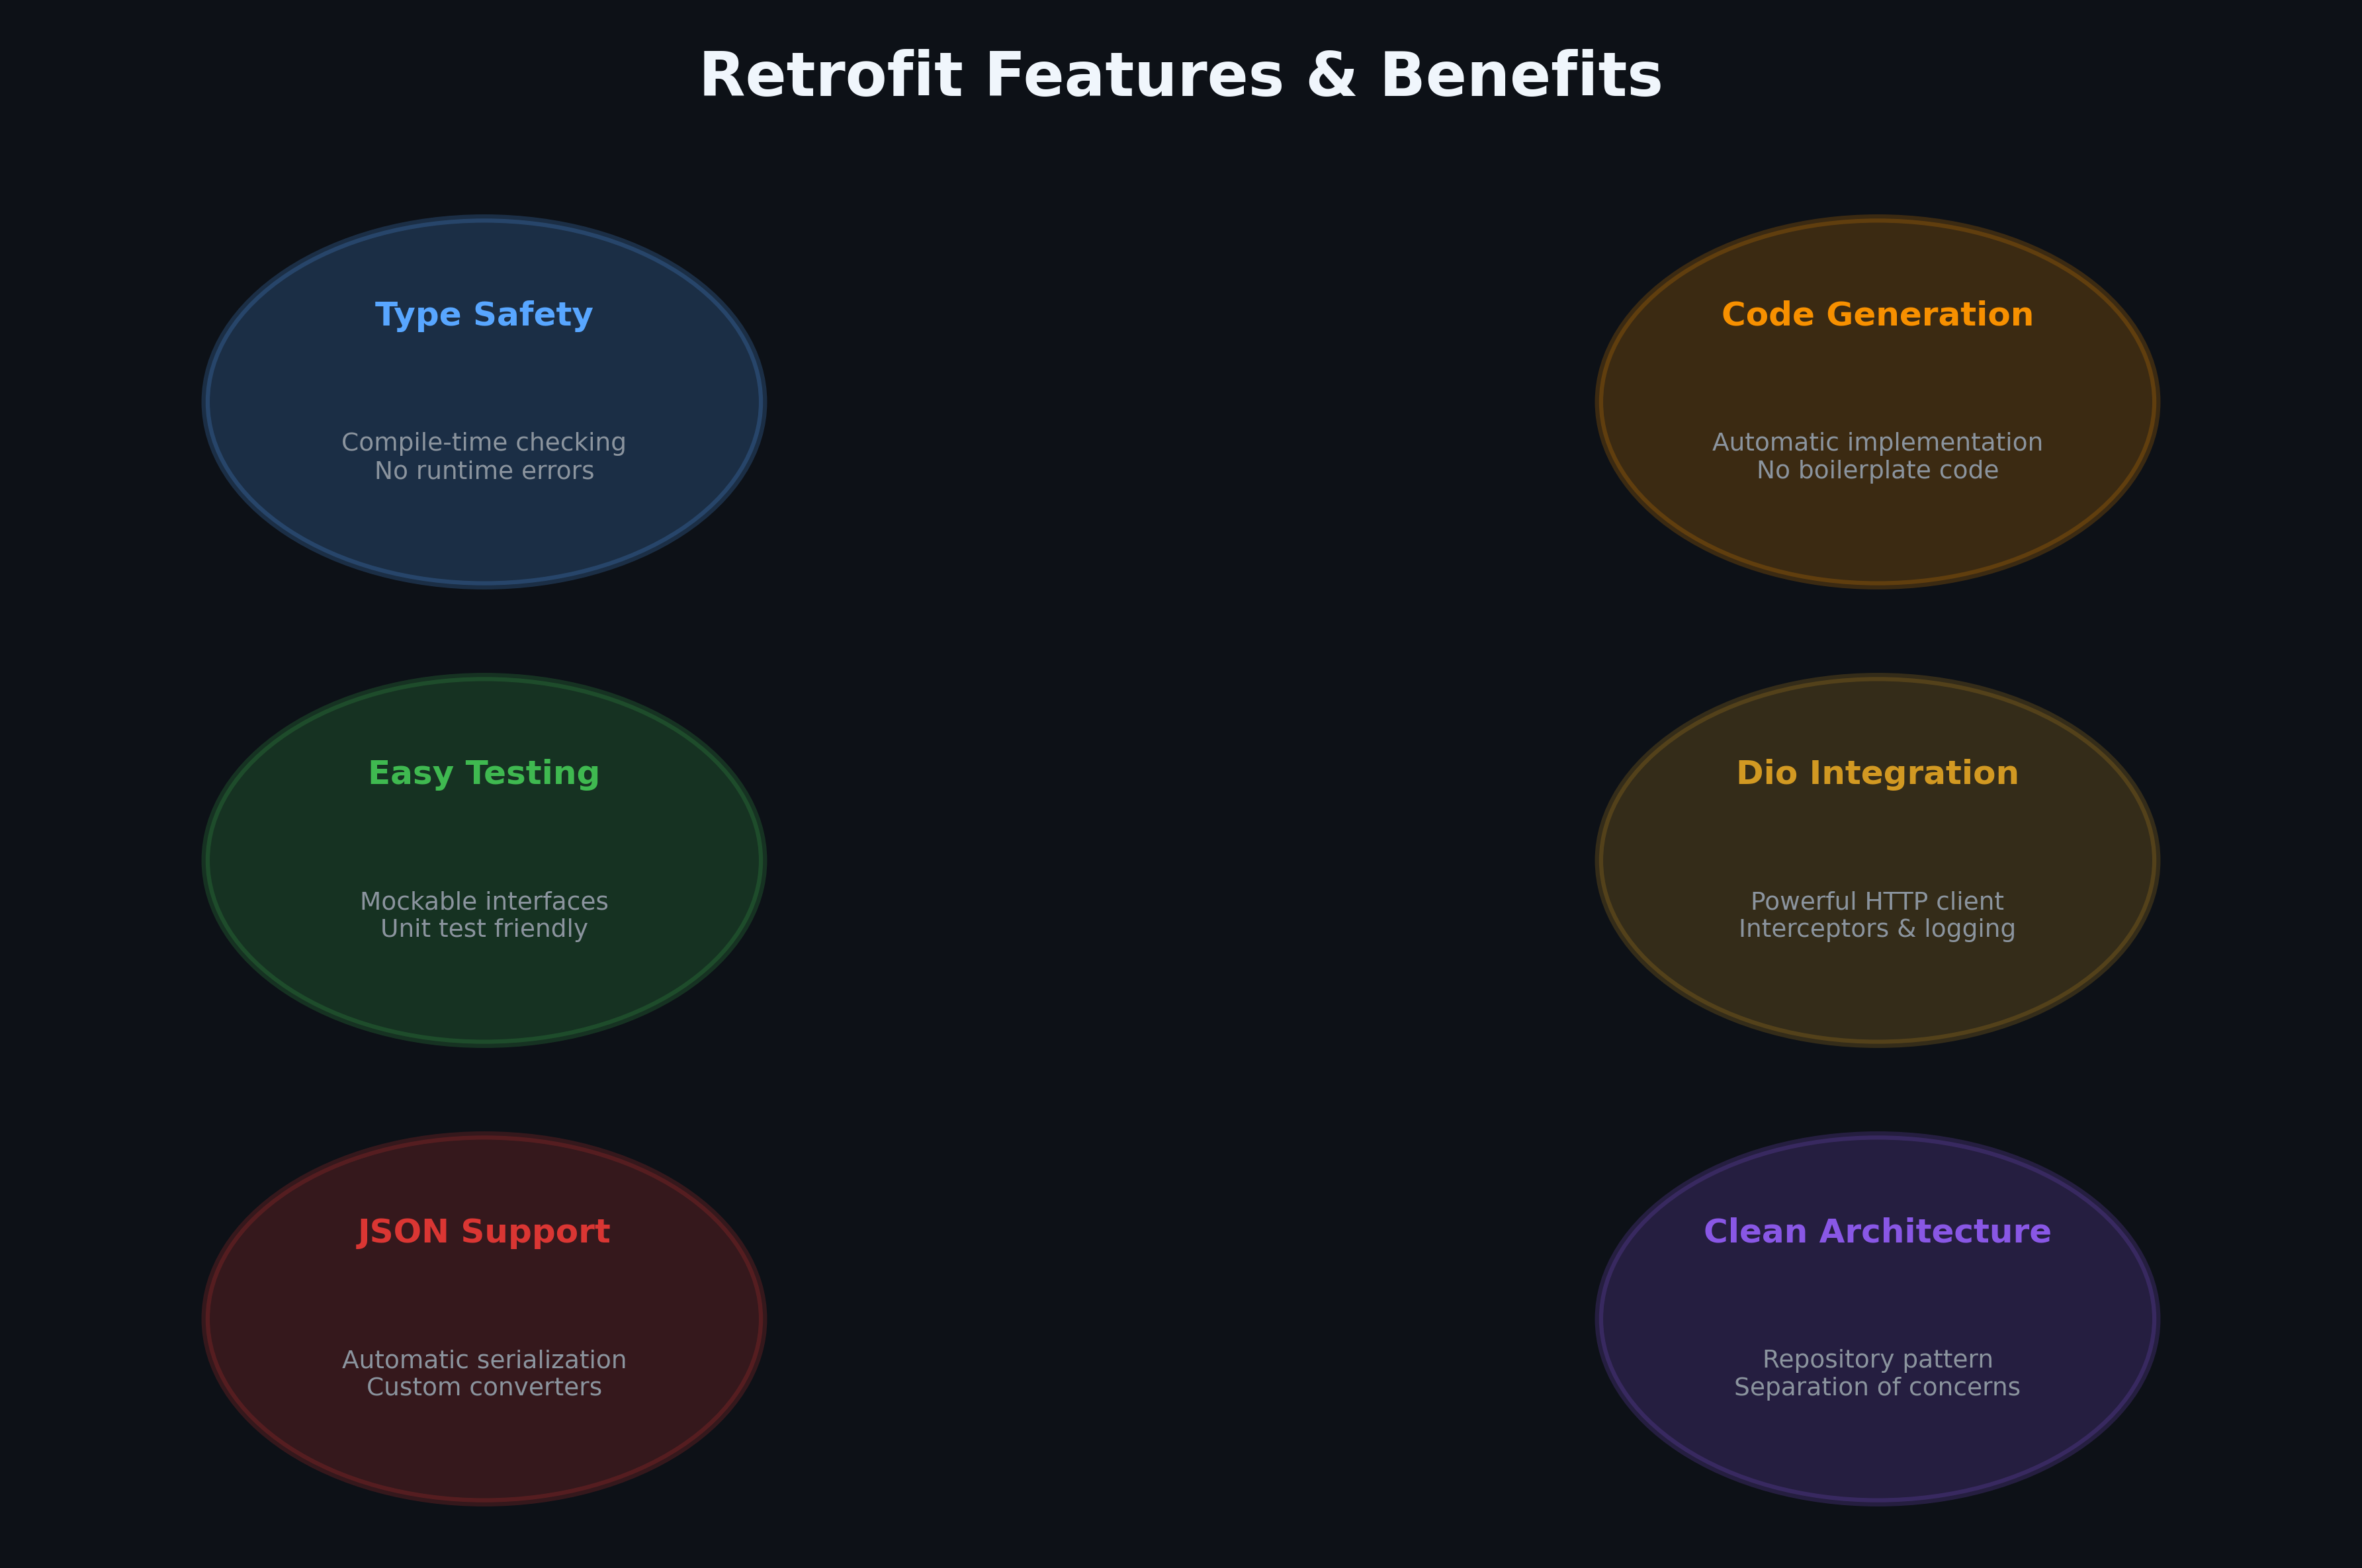 Retrofit Features & Benefits
Type Safety
Compile-time checking
No runtime errors
Code Generation
Automatic implementation
No boilerplate code
Easy Testing
Mockable interfaces
Unit test friendly
Dio Integration
Powerful HTTP client
Interceptors & logging
JSON Support
Automatic serialization
Custom converters
Clean Architecture
Repository pattern
Separation of concerns